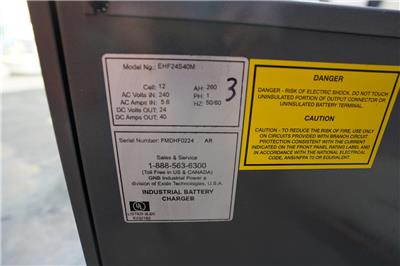 Model No.: EHF24S40M
Cell: 12 AH: 260
AC Volts IN: 240 PH: 1
AC Amps IN: 5.6 HZ: 50/60
DC Volts OUT: 24
DC Amps OUT: 40
3
Serial Number: FMDHF0224 AR
Sales & Service
1-888-563-6300
(Toll Free in US & CANADA)
GNB Industrial Power a
division of Exide Technologies, U.S.A.
INDUSTRIAL BATTERY
CHARGER
UL
LISTED
DANGER
DANGER - RISK OF ELECTRIC SHOCK. DO NOT TOUCH
UNINSULATED PORTION OF OUTPUT CONNECTOR OR
UNINSULATED BATTERY TERMINAL.
CAUTION
CAUTION - TO REDUCE THE RISK OF FIRE, USE ONLY
ON CIRCUITS PROVIDED WITH BRANCH CIRCUIT
PROTECTION CONSISTENT WITH THE CURRENT
INDICATED ON THE FRONT PANEL RATING LABEL AND
IN ACCORDANCE WITH THE NATIONAL ELECTRICAL
CODE, ANSI/NFPA 70 OR EQUIVALENT.